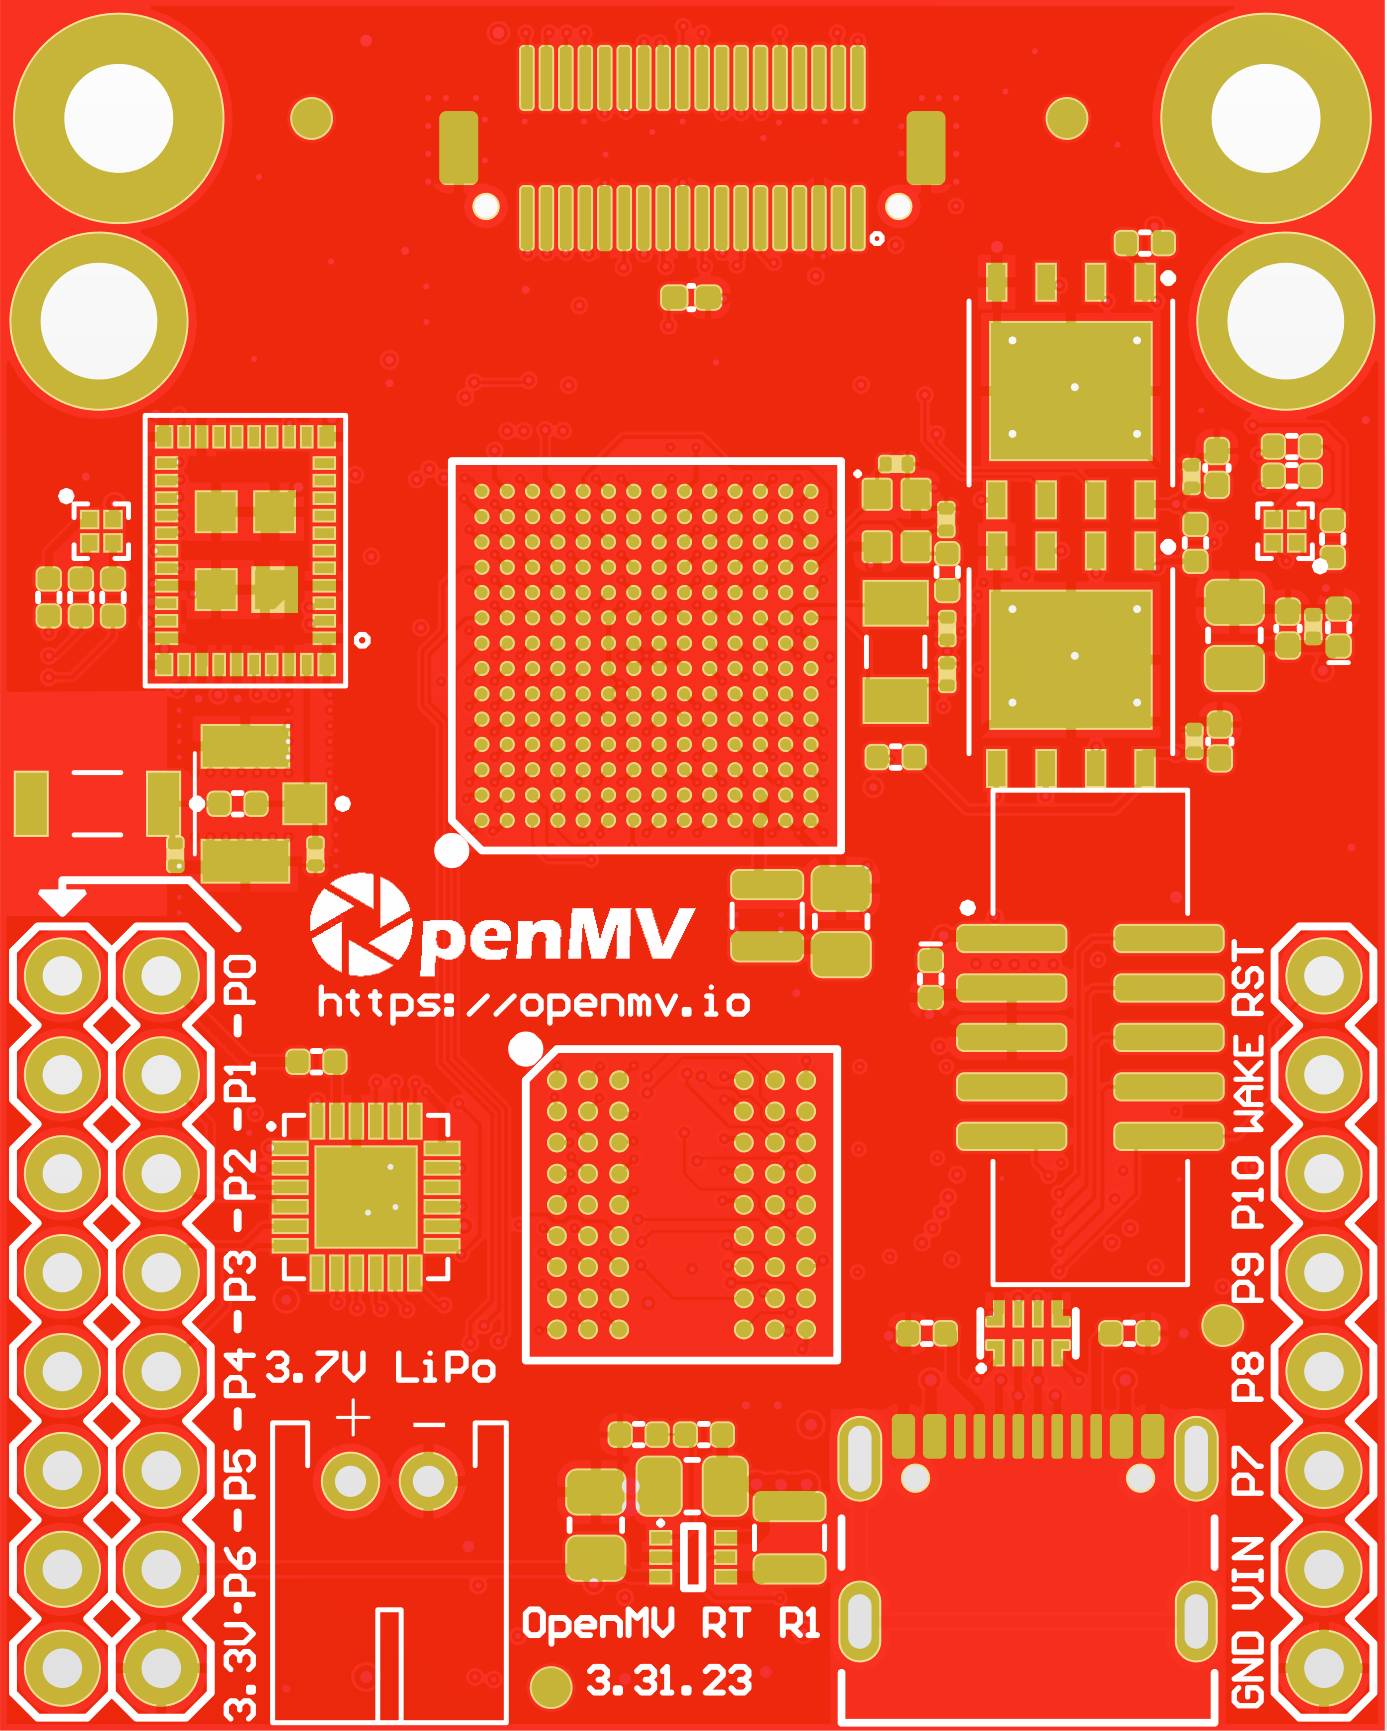 OpenMV
https://openmv.io
3.3V·P6-P5-P4-P3-P2-P1-P0
GND VIN P7 P8 P9 P10 WAKE RST
3.7V LiPo
+ -
OpenMV RT R1
3.31.23